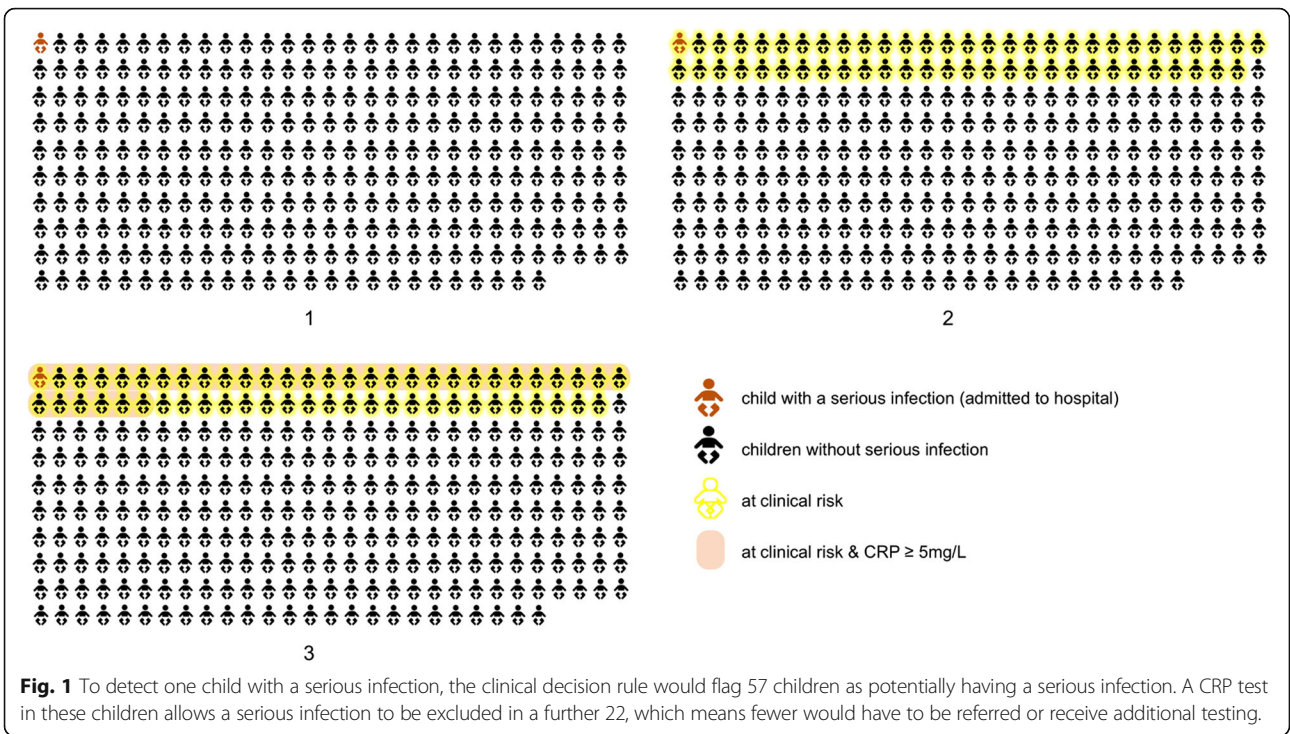 1
2
3
child with a serious infection (admitted to hospital)
children without serious infection
at clinical risk
at clinical risk & CRP ≥ 5mg/L
Fig. 1 To detect one child with a serious infection, the clinical decision rule would flag 57 children as potentially having a serious infection. A CRP test
in these children allows a serious infection to be excluded in a further 22, which means fewer would have to be referred or receive additional testing.